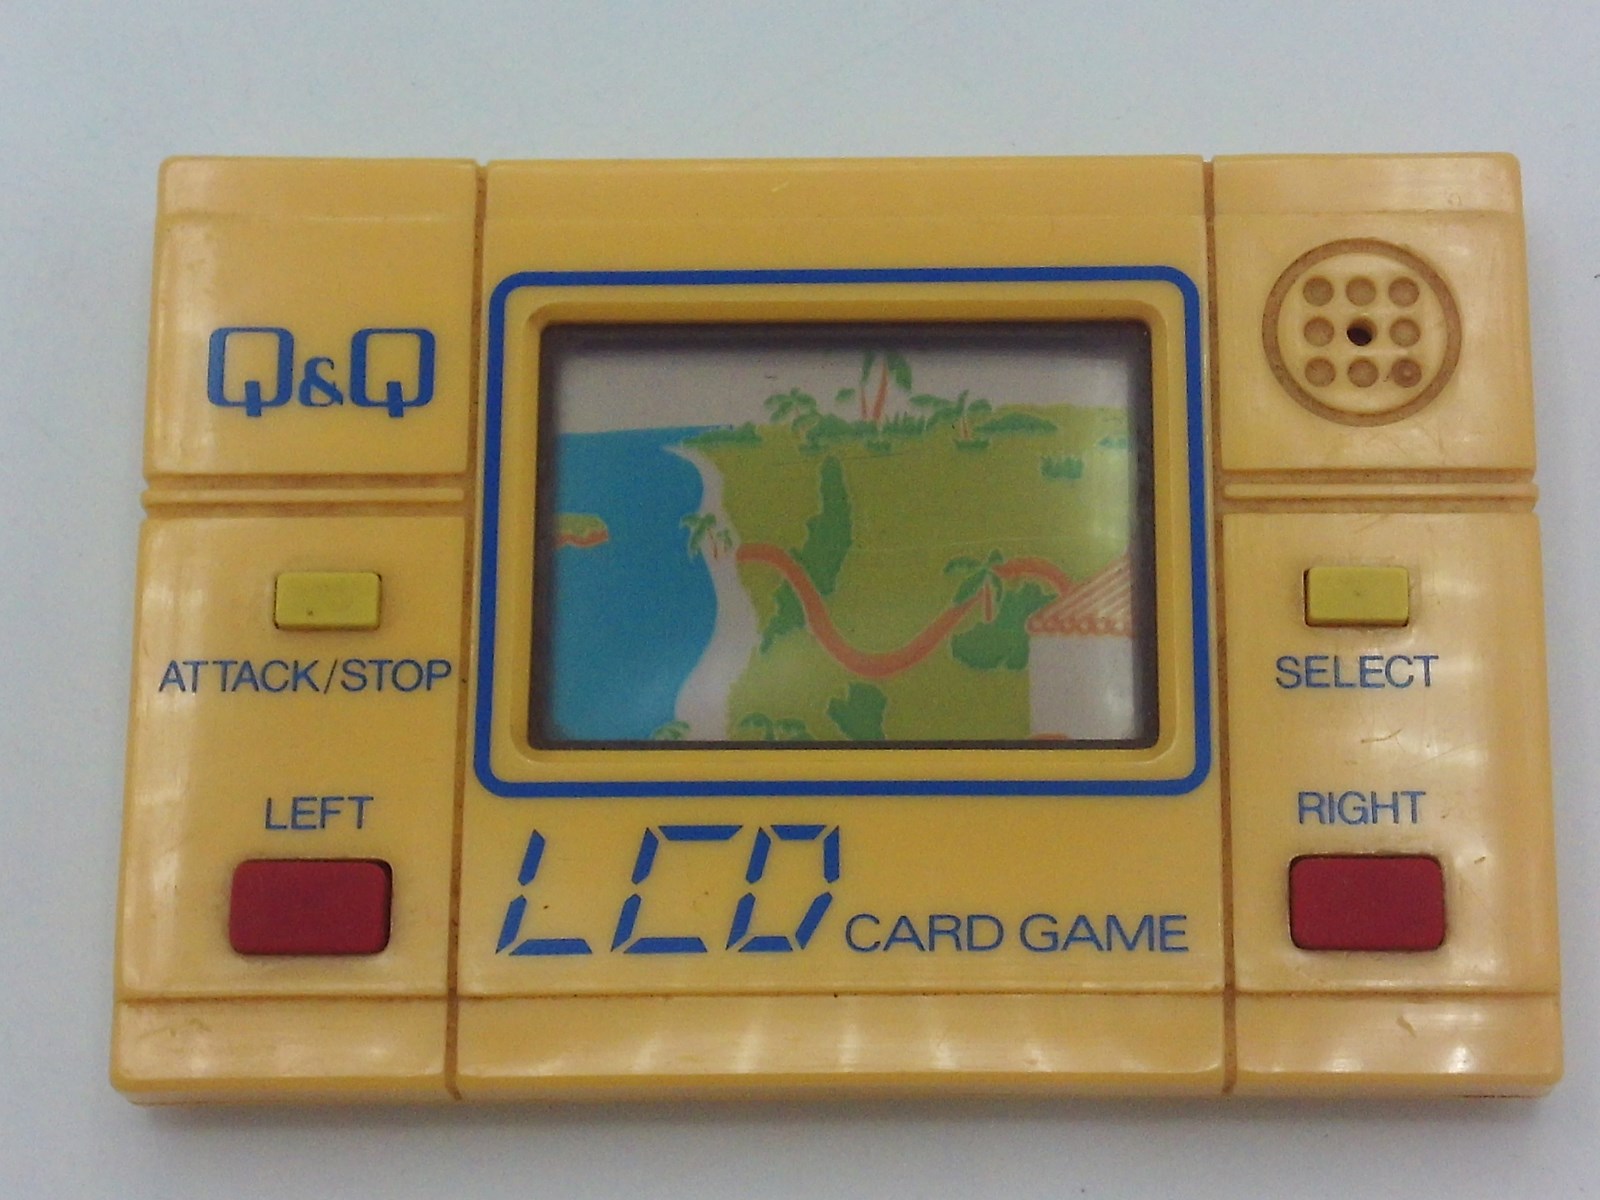 Q&Q
ATTACK/STOP
SELECT
LEFT
RIGHT
LCD CARD GAME